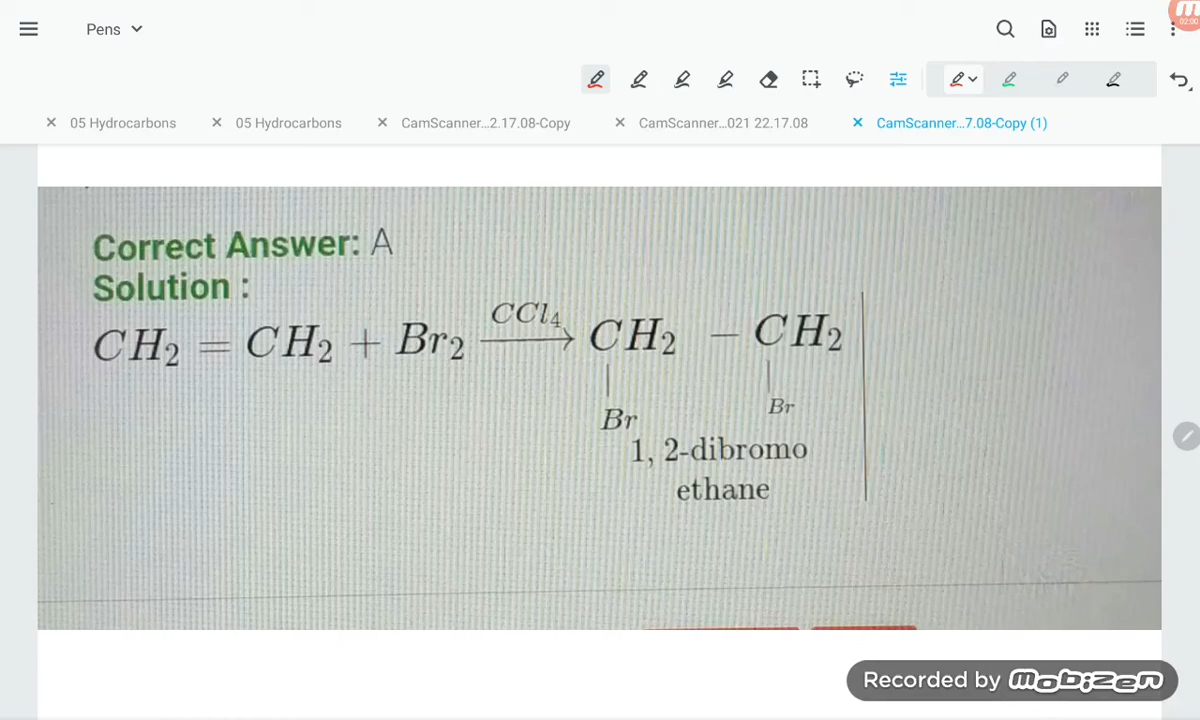 02:00
Pens
05 Hydrocarbons
05 Hydrocarbons
CamScanner...2.17.08-Copy
CamScanner...021 22.17.08
CamScanner...7.08-Copy (1)
Correct Answer: A
Solution :
CH₂ = CH₂ + Br₂ —CCl₄→ CH₂ − CH₂
| |
Br Br
1, 2-dibromo
ethane
Recorded by mobizen